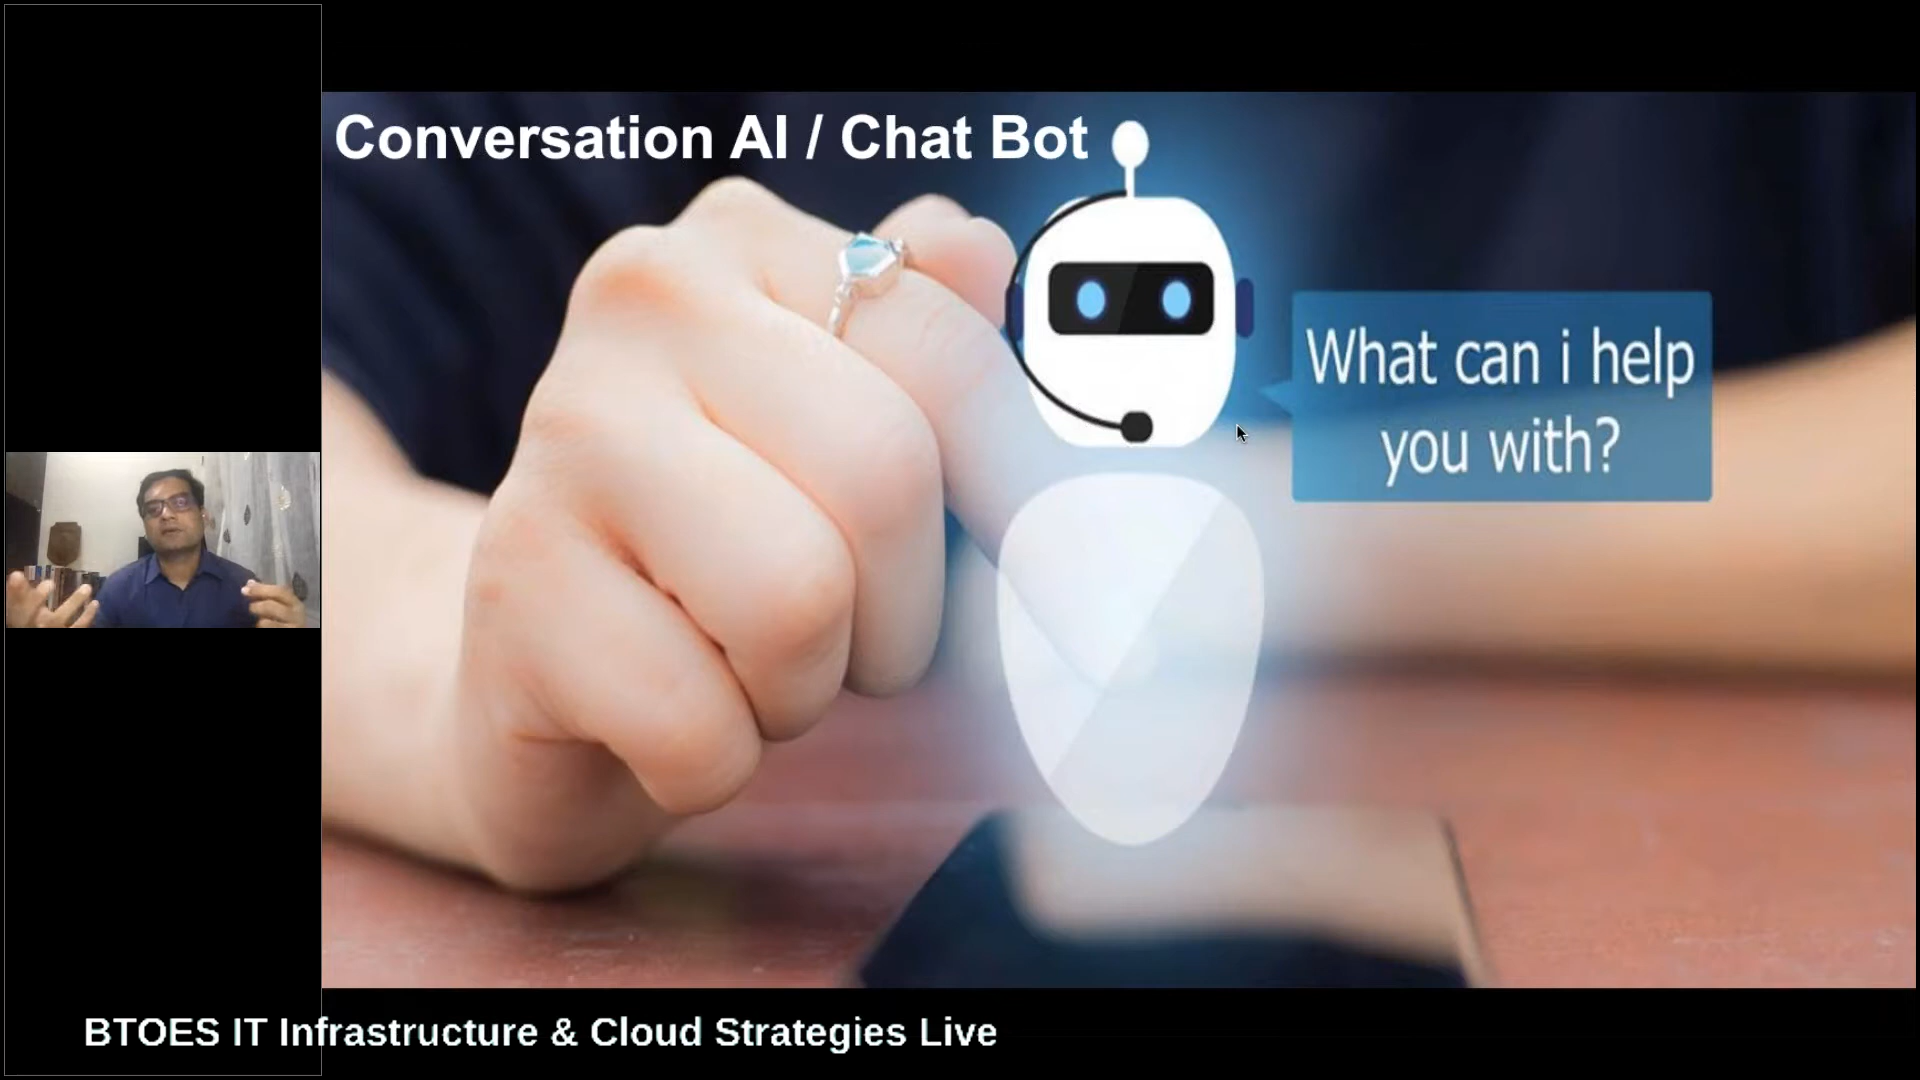 Conversation AI / Chat Bot
What can i help
you with?
BTOES IT Infrastructure & Cloud Strategies Live